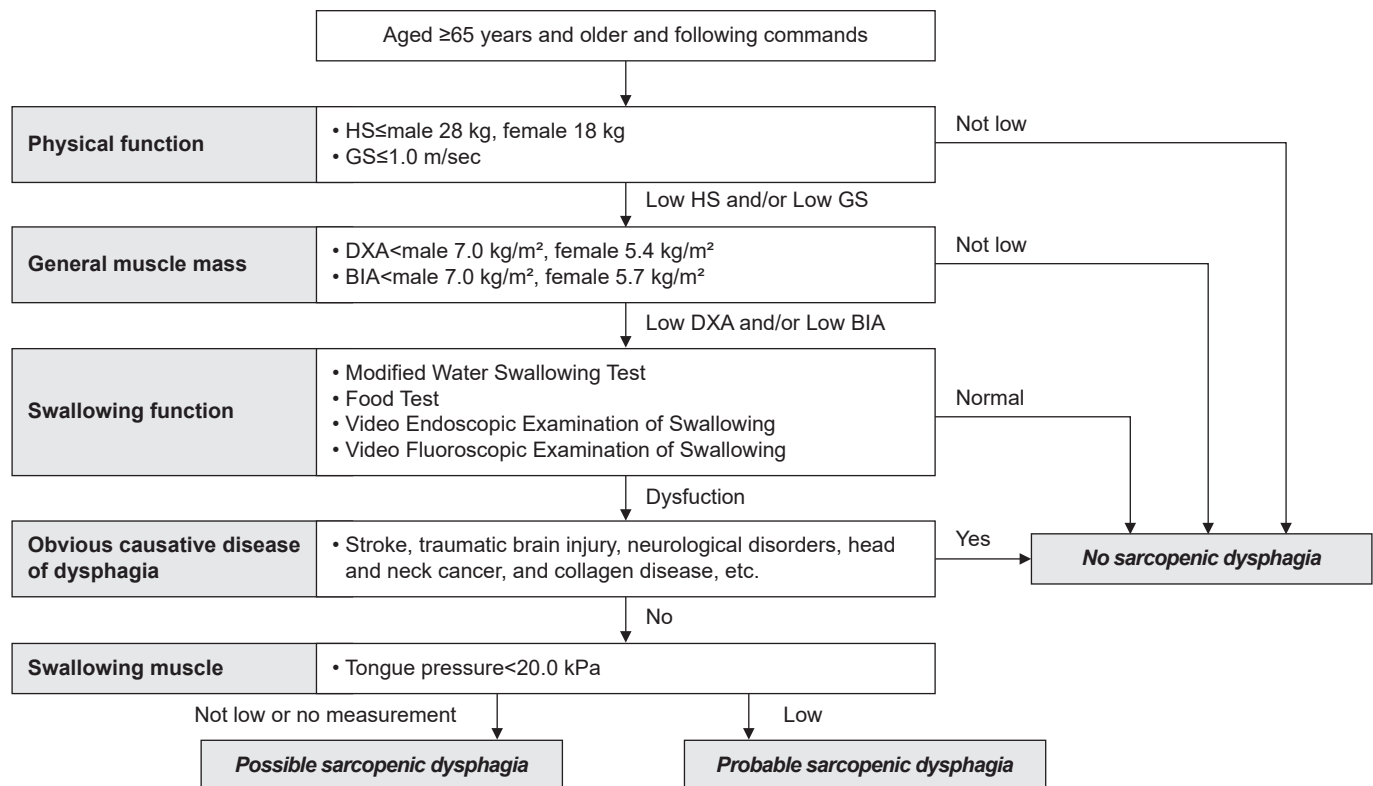 Aged ≥65 years and older and following commands
Physical function
• HS≤male 28 kg, female 18 kg
• GS≤1.0 m/sec
Not low
Low HS and/or Low GS
General muscle mass
• DXA<male 7.0 kg/m², female 5.4 kg/m²
• BIA<male 7.0 kg/m², female 5.7 kg/m²
Not low
Low DXA and/or Low BIA
Swallowing function
• Modified Water Swallowing Test
• Food Test
• Video Endoscopic Examination of Swallowing
• Video Fluoroscopic Examination of Swallowing
Normal
Dysfuction
Obvious causative disease
of dysphagia
• Stroke, traumatic brain injury, neurological disorders, head
and neck cancer, and collagen disease, etc.
Yes
No sarcopenic dysphagia
No
Swallowing muscle
• Tongue pressure<20.0 kPa
Not low or no measurement
Low
Possible sarcopenic dysphagia
Probable sarcopenic dysphagia